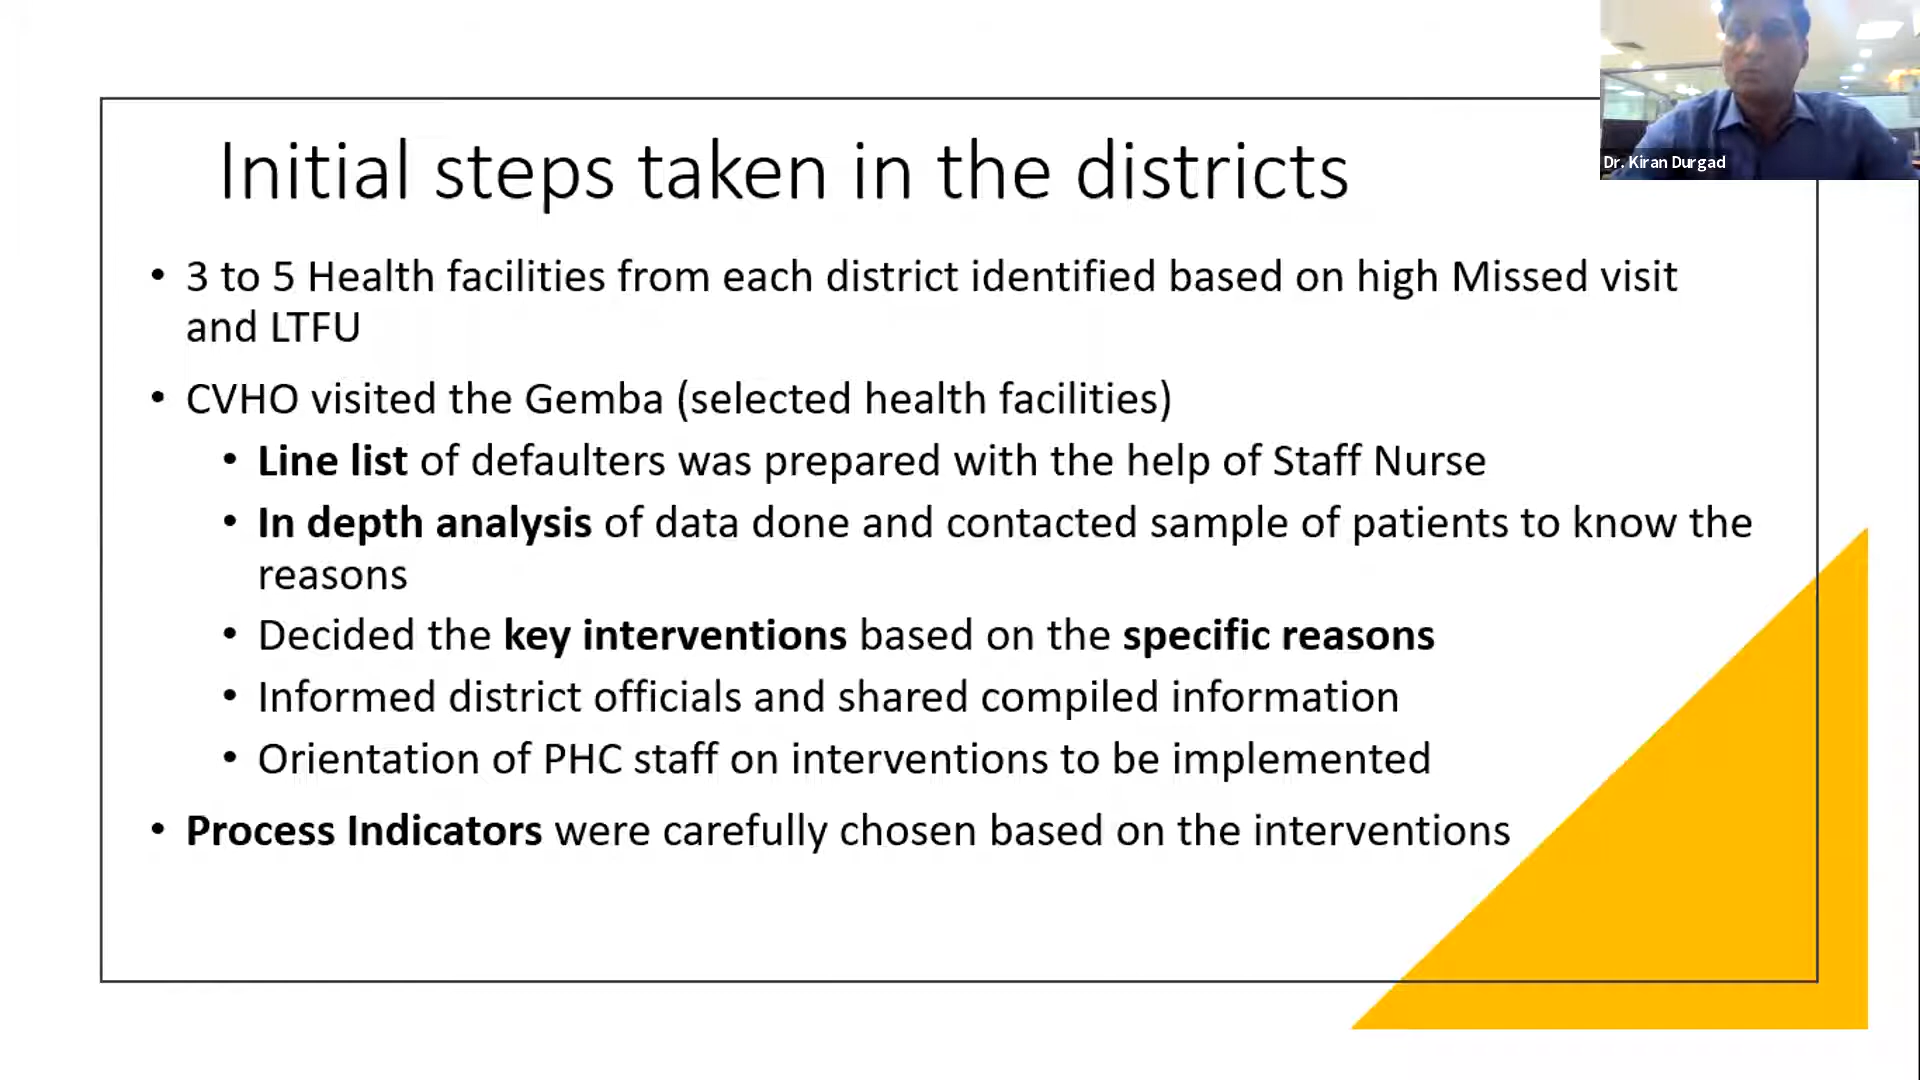 Initial steps taken in the districts
Dr. Kiran Durgad
• 3 to 5 Health facilities from each district identified based on high Missed visit
and LTFU
• CVHO visited the Gemba (selected health facilities)
• Line list of defaulters was prepared with the help of Staff Nurse
• In depth analysis of data done and contacted sample of patients to know the
reasons
• Decided the key interventions based on the specific reasons
• Informed district officials and shared compiled information
• Orientation of PHC staff on interventions to be implemented
• Process Indicators were carefully chosen based on the interventions